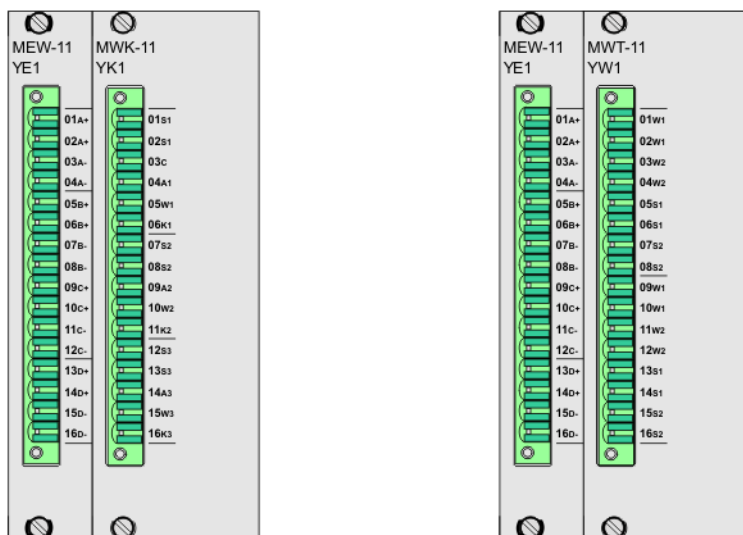 MEW-11
YE1
01A+
02A+
03A-
04A-
05B+
06B+
07B-
08B-
09C+
10C+
11C-
12C-
13D+
14D+
15D-
16D-
MWK-11
YK1
01S1
02S1
03C
04A1
05W1
06K1
07S2
08S2
09A2
10W2
11K2
12S3
13S3
14A3
15W3
16K3
MEW-11
YE1
01A+
02A+
03A-
04A-
05B+
06B+
07B-
08B-
09C+
10C+
11C-
12C-
13D+
14D+
15D-
16D-
MWT-11
YW1
01W1
02W1
03W2
04W2
05S1
06S1
07S2
08S2
09W1
10W1
11W2
12W2
13S1
14S1
15S2
16S2